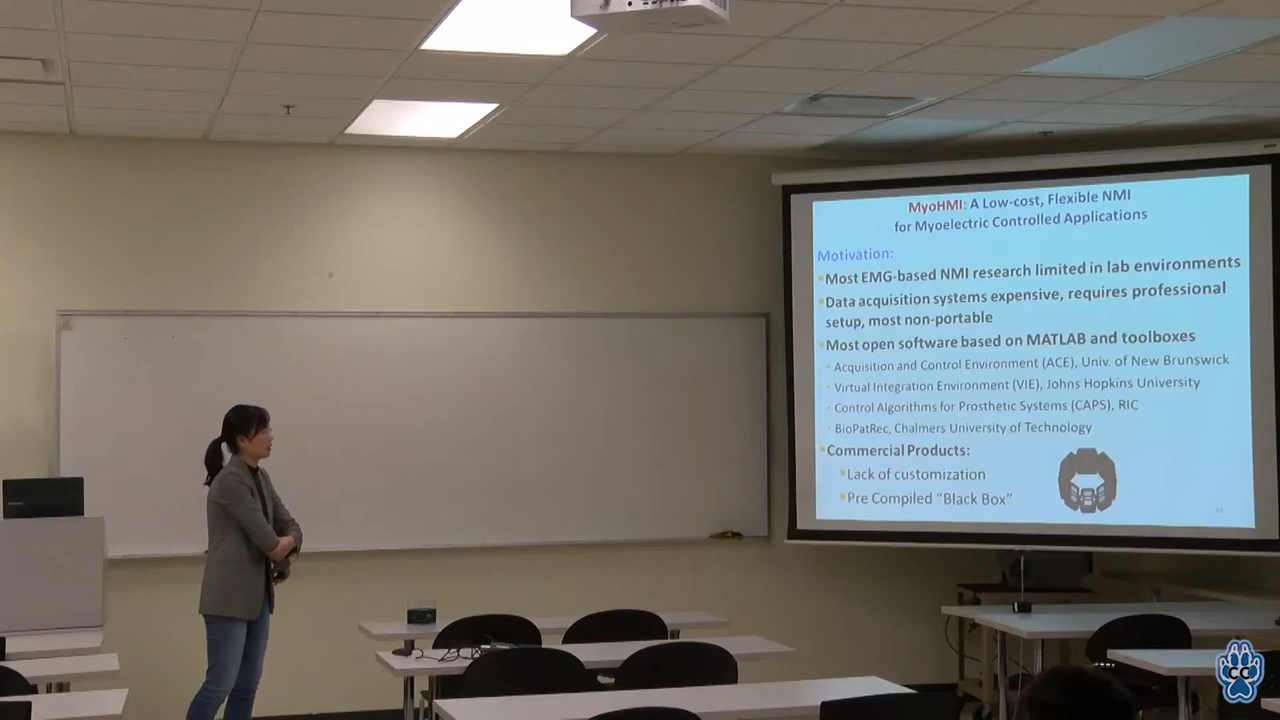 MyoHMI: A Low-cost, Flexible NMI
for Myoelectric Controlled Applications
Motivation:
Most EMG-based NMI research limited in lab environments
Data acquisition systems expensive, requires professional
setup, most non-portable
Most open software based on MATLAB and toolboxes
Acquisition and Control Environment (ACE), Univ. of New Brunswick
Virtual Integration Environment (VIE), Johns Hopkins University
Control Algorithms for Prosthetic Systems (CAPS), RIC
BioPatRec, Chalmers University of Technology
Commercial Products:
Lack of customization
Pre Compiled "Black Box"
CC